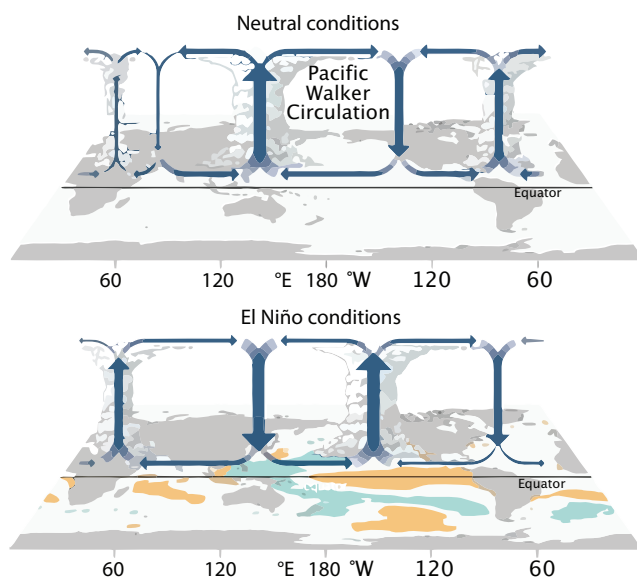 Neutral conditions
Pacific
Walker
Circulation
Equator
60 120 °E 180 °W 120 60
El Niño conditions
Equator
60 120 °E 180 °W 120 60